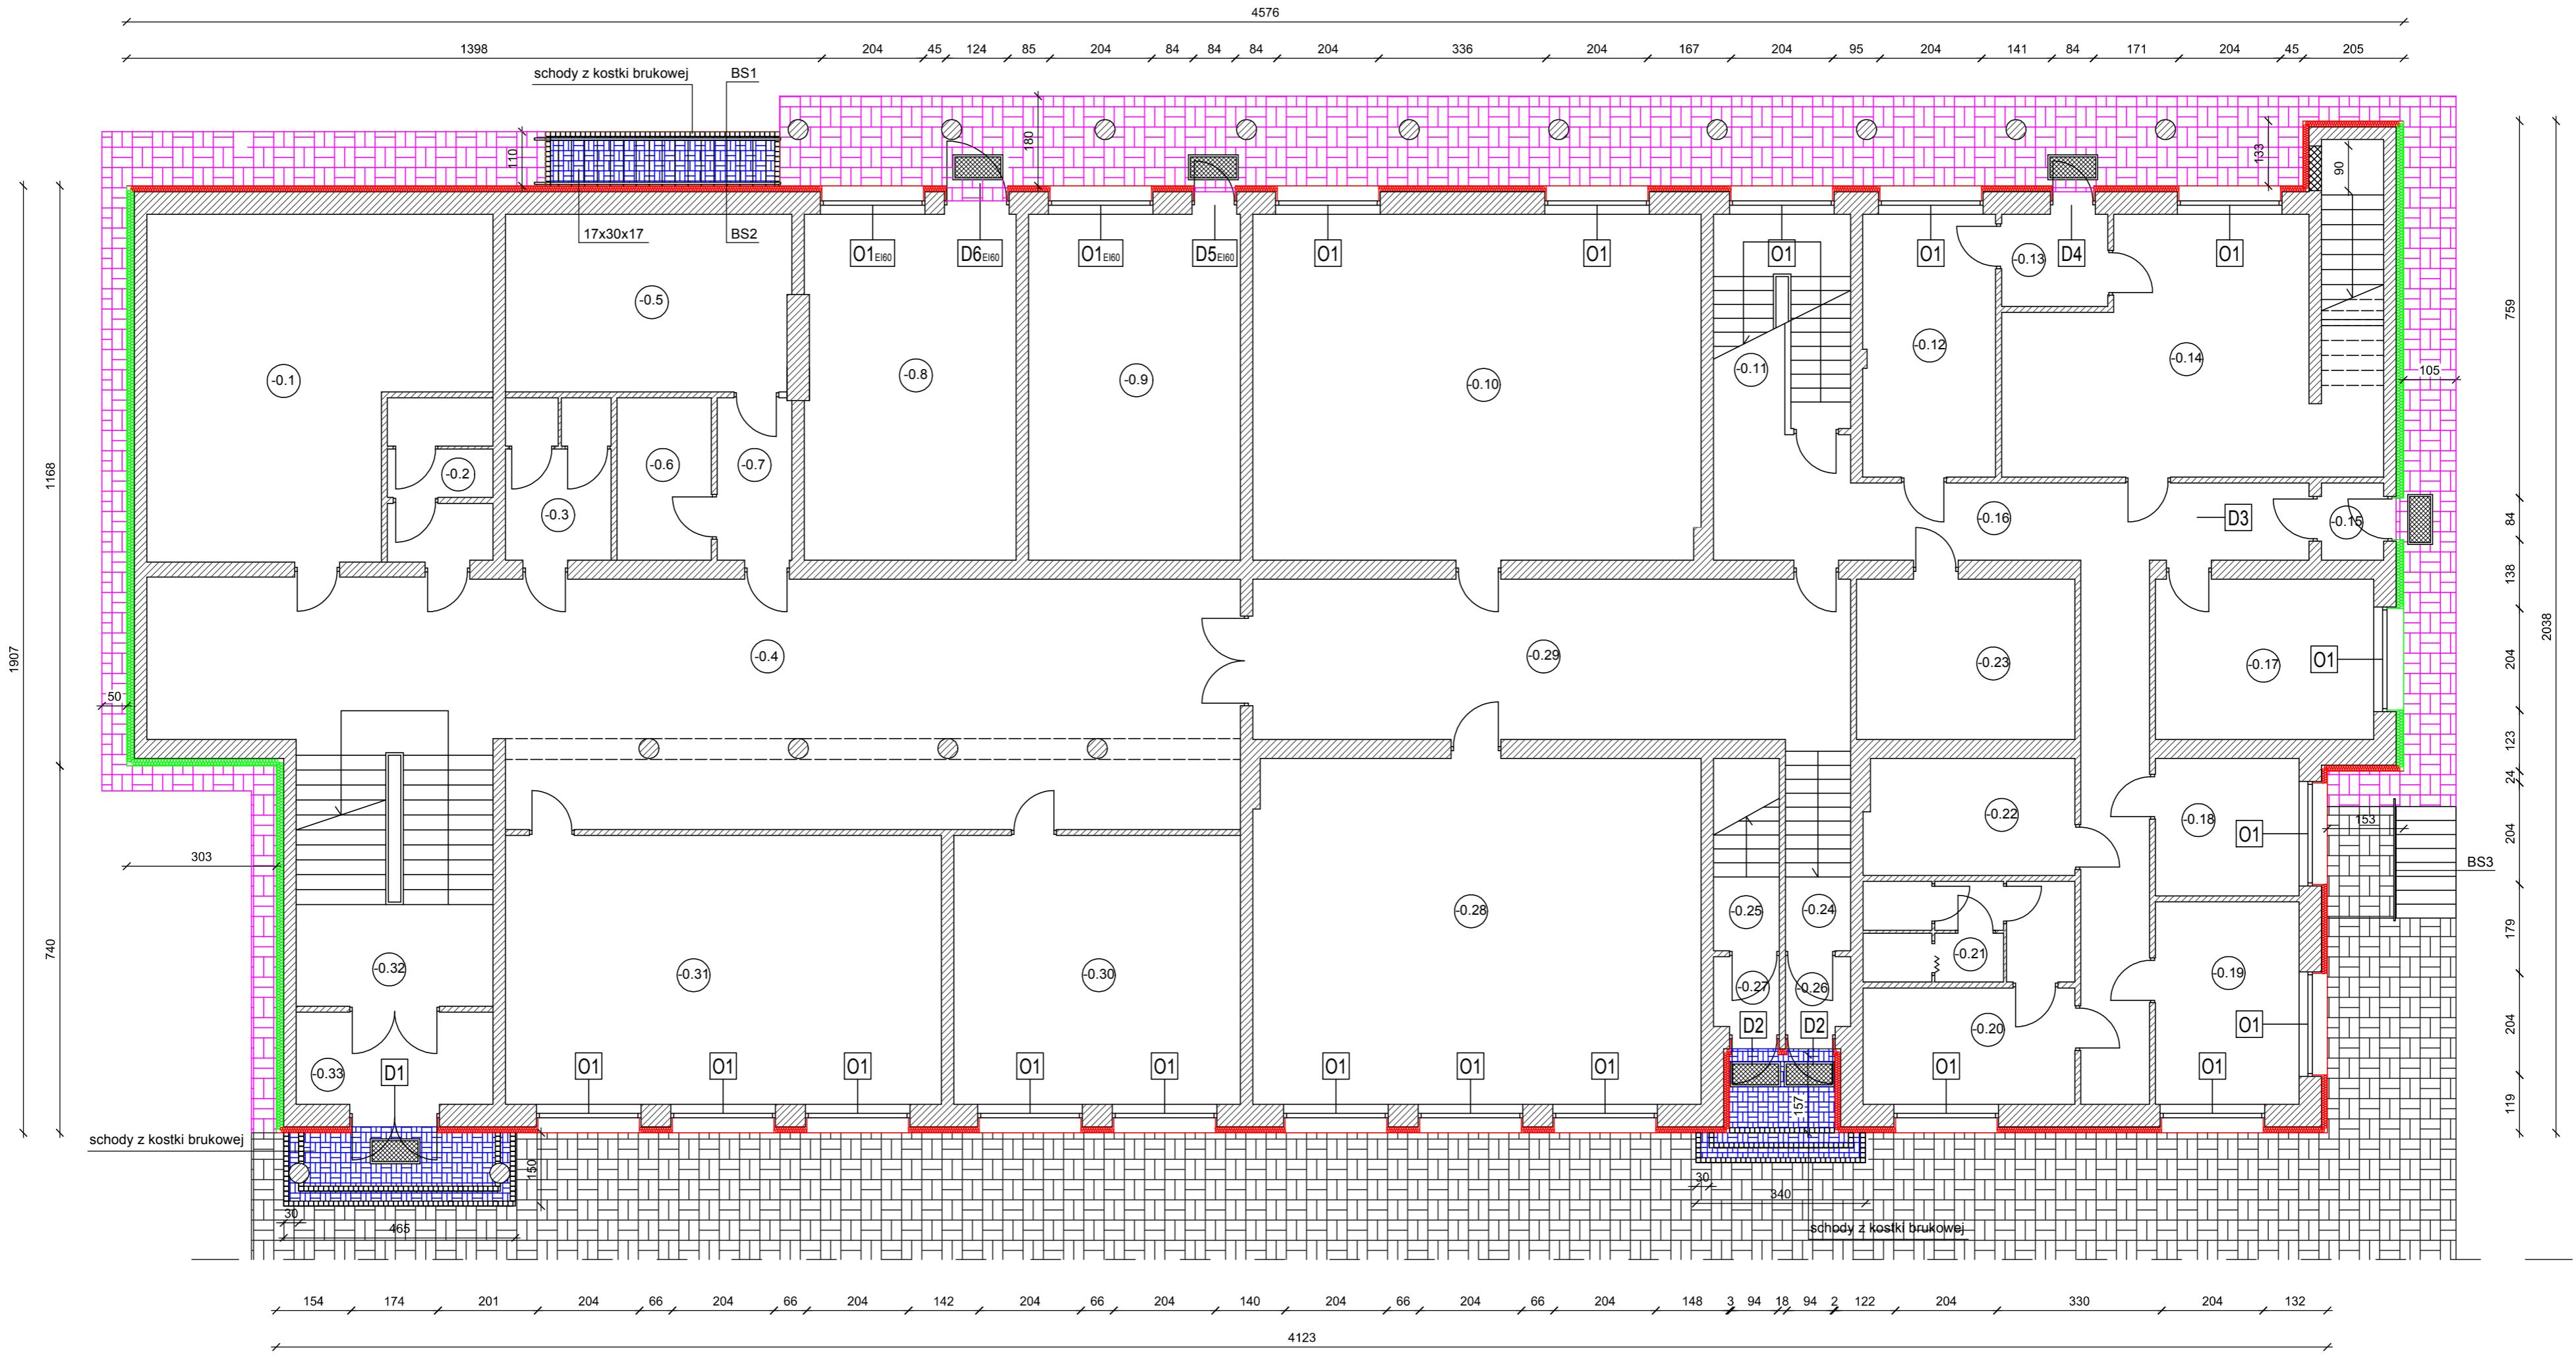 4576
1398 204 45 124 85 204 84 84 84 204 336 204 167 204 95 204 141 84 171 204 45 205
schody z kostki brukowej
BS1
110
180
133
90
17x30x17
BS2
O1EI60
D6EI60
O1EI60
D5EI60
O1
O1
O1
O1
D4
O1
-0.13
-0.5
759
-0.12
-0.14
-0.11
105
-0.1
-0.8
-0.9
-0.10
1168
-0.2
-0.6
-0.7
-0.3
-0.16
D3
-0.15
84
138
2038
1907
-0.4
-0.29
-0.23
-0.17
O1
204
50
123
24
-0.22
-0.18
O1
204
153
BS3
303
-0.28
-0.25
-0.24
179
740
-0.32
-0.31
-0.30
-0.21
-0.19
-0.27
-0.26
D2
D2
-0.20
O1
204
-0.33
D1
O1
O1
O1
O1
O1
O1
O1
O1
O1
O1
157
119
schody z kostki brukowej
150
30
465
30
340
schody z kostki brukowej
154 174 201 204 66 204 66 204 142 204 66 204 140 204 66 204 66 204 148 3 94 18 94 2 122 204 330 204 132
4123